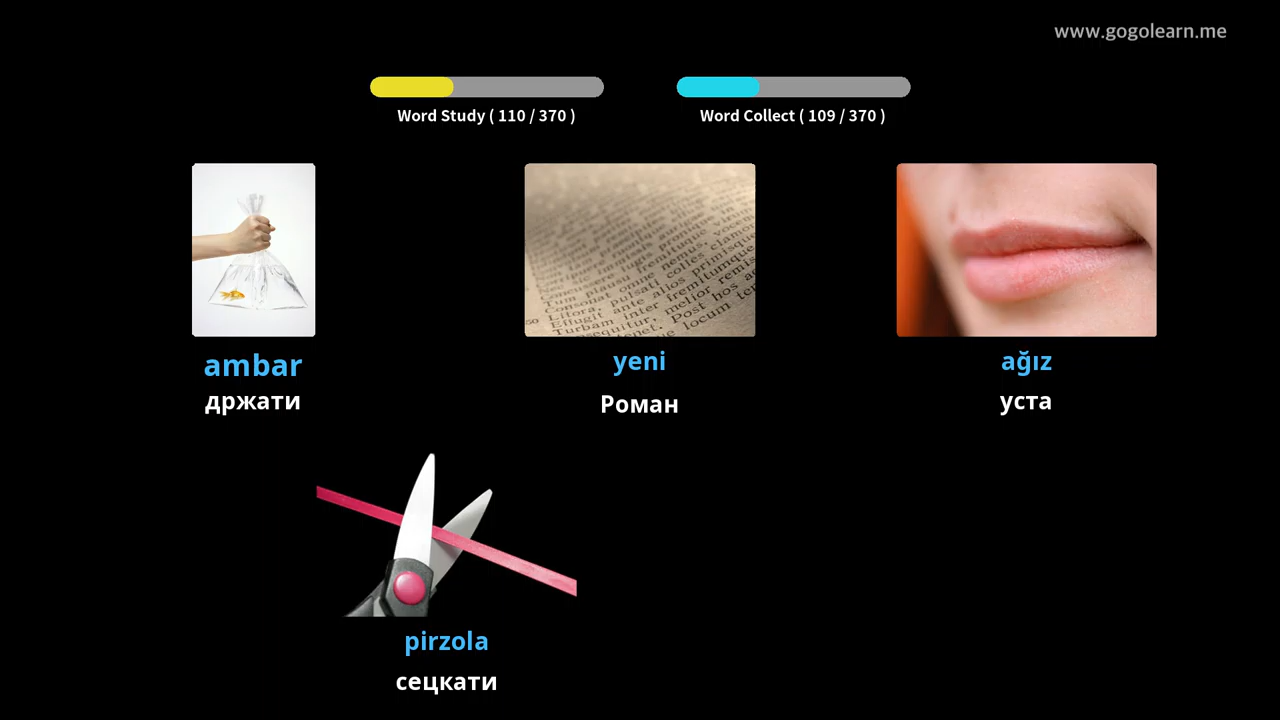 www.gogolearn.me
Word Study ( 110 / 370 )
Word Collect ( 109 / 370 )
ambar
држати
yeni
Роман
ağız
уста
pirzola
сецкати